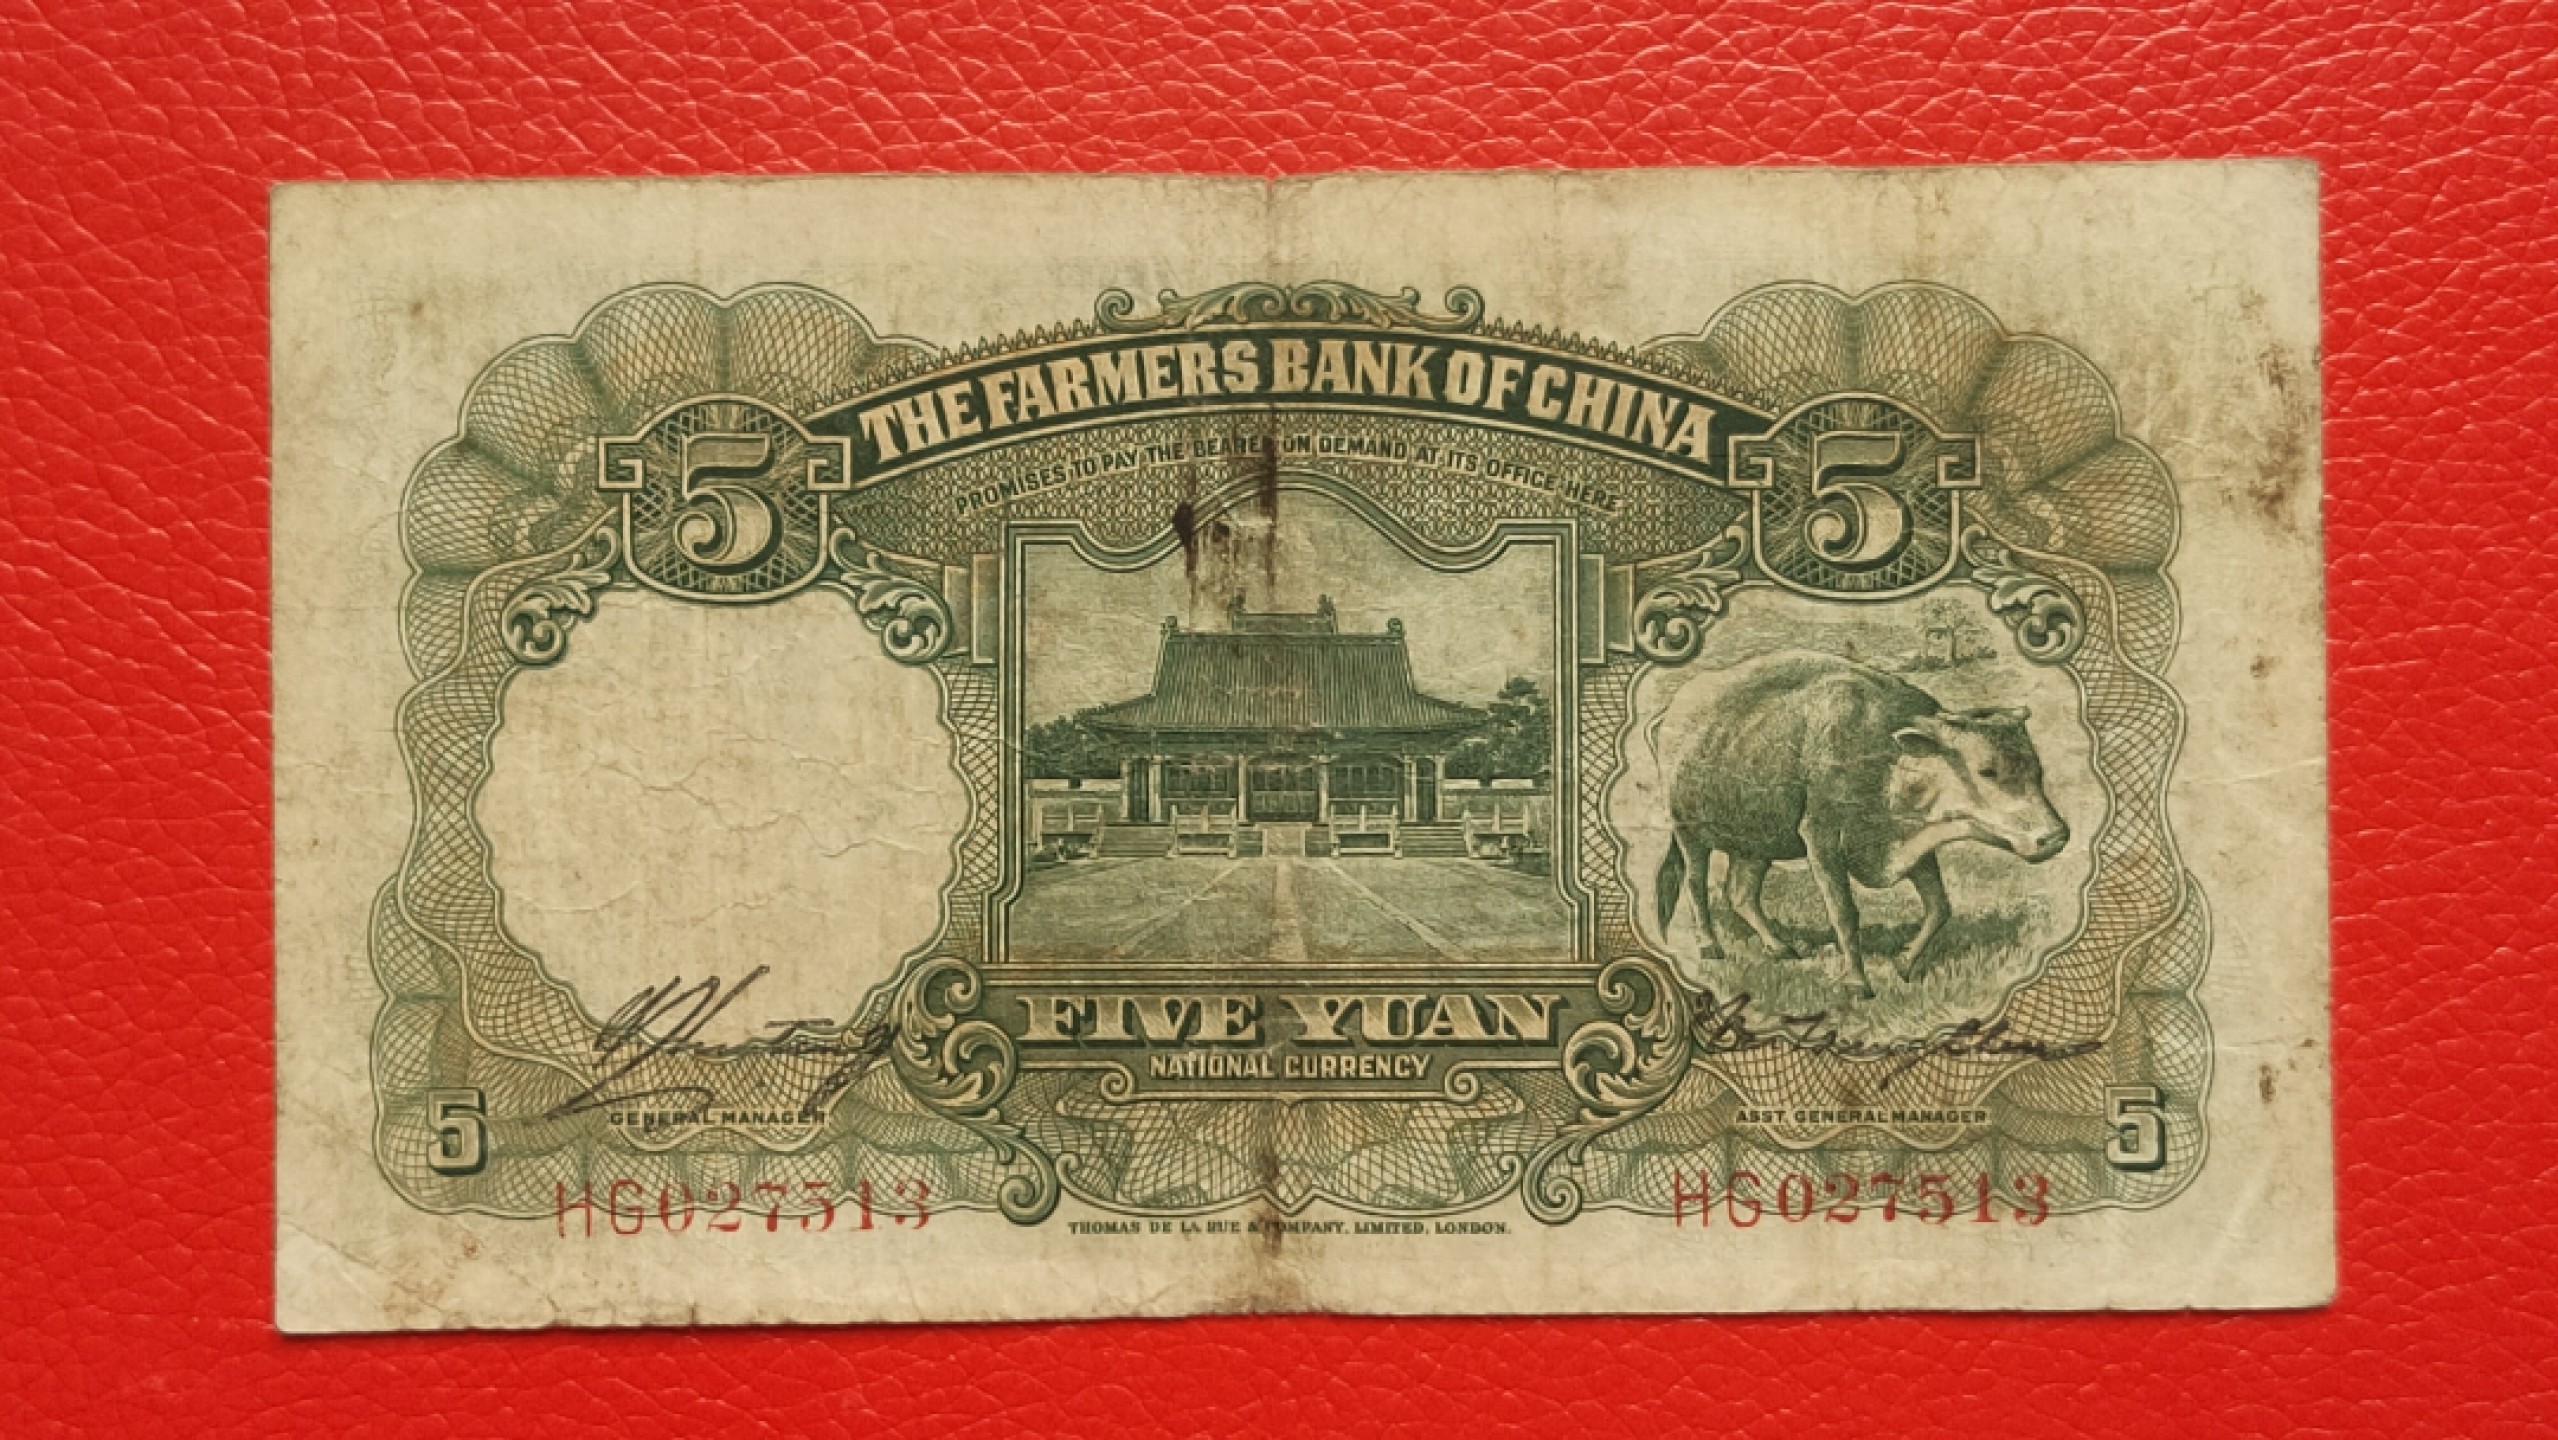 THE FARMERS BANK OF CHINA
PROMISES TO PAY THE BEARER ON DEMAND AT ITS OFFICE HERE
5
5
FIVE YUAN
NATIONAL CURRENCY
GENERAL MANAGER
ASST GENERAL MANAGER
5
5
HG027513
HG027513
THOMAS DE LA RUE & COMPANY, LIMITED, LONDON.